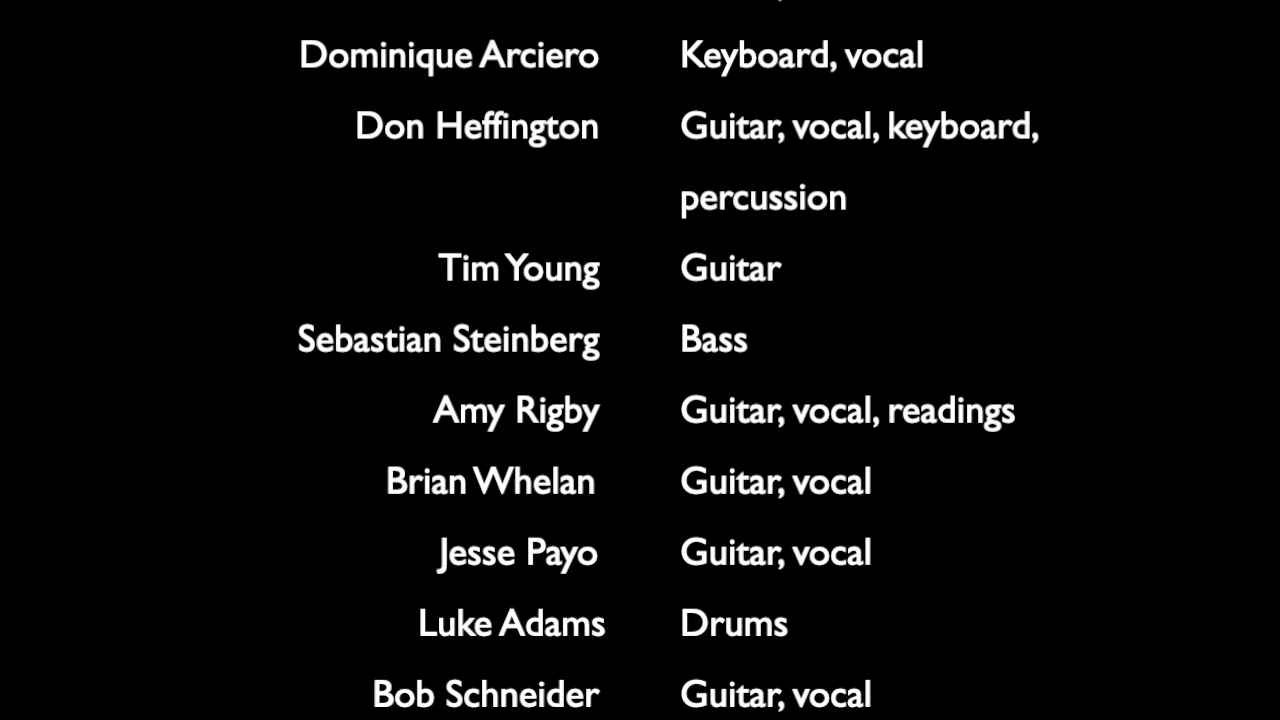 Dominique Arciero Keyboard, vocal
Don Heffington Guitar, vocal, keyboard,
percussion
Tim Young Guitar
Sebastian Steinberg Bass
Amy Rigby Guitar, vocal, readings
Brian Whelan Guitar, vocal
Jesse Payo Guitar, vocal
Luke Adams Drums
Bob Schneider Guitar, vocal